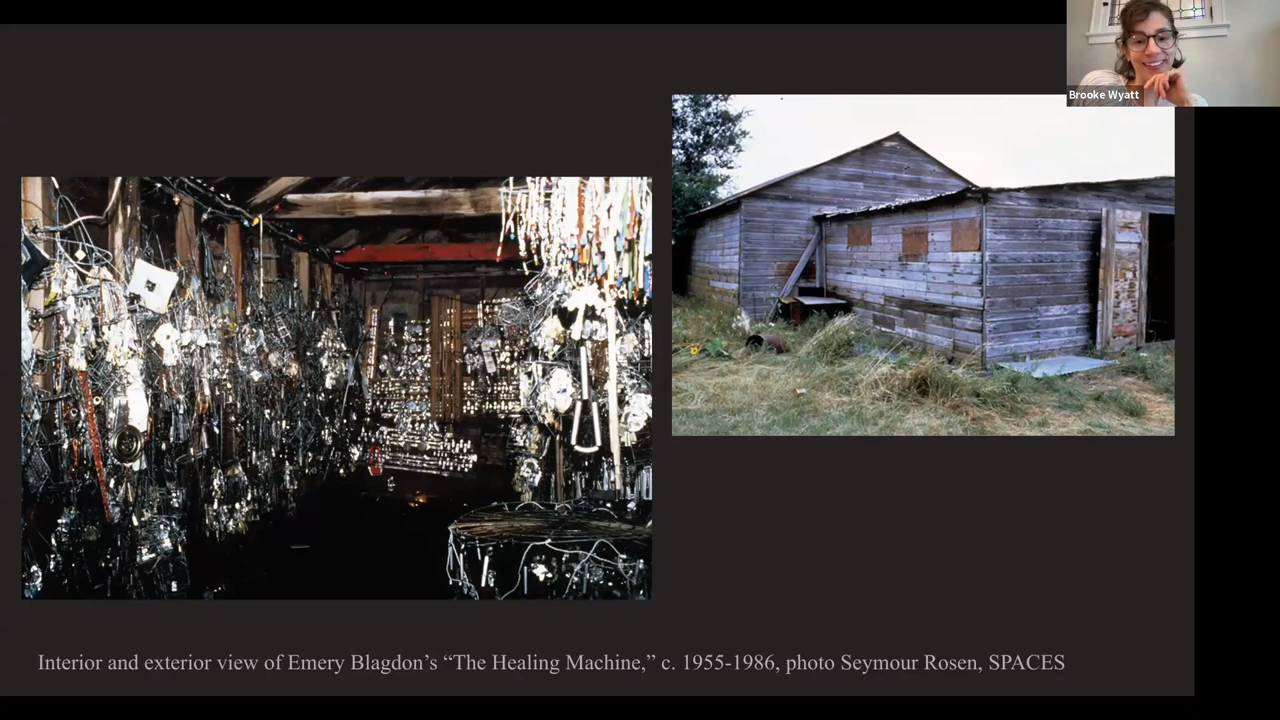 Brooke Wyatt
Interior and exterior view of Emery Blagdon’s “The Healing Machine,” c. 1955-1986, photo Seymour Rosen, SPACES